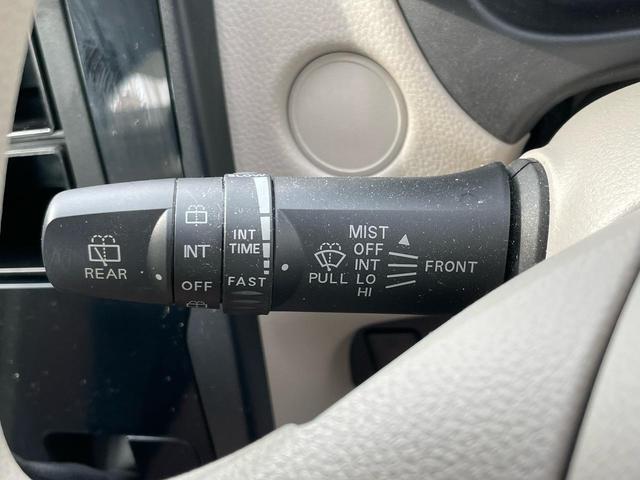 REAR
INT
OFF
INT
TIME
FAST
PULL
MIST
OFF
INT
LO
HI
FRONT